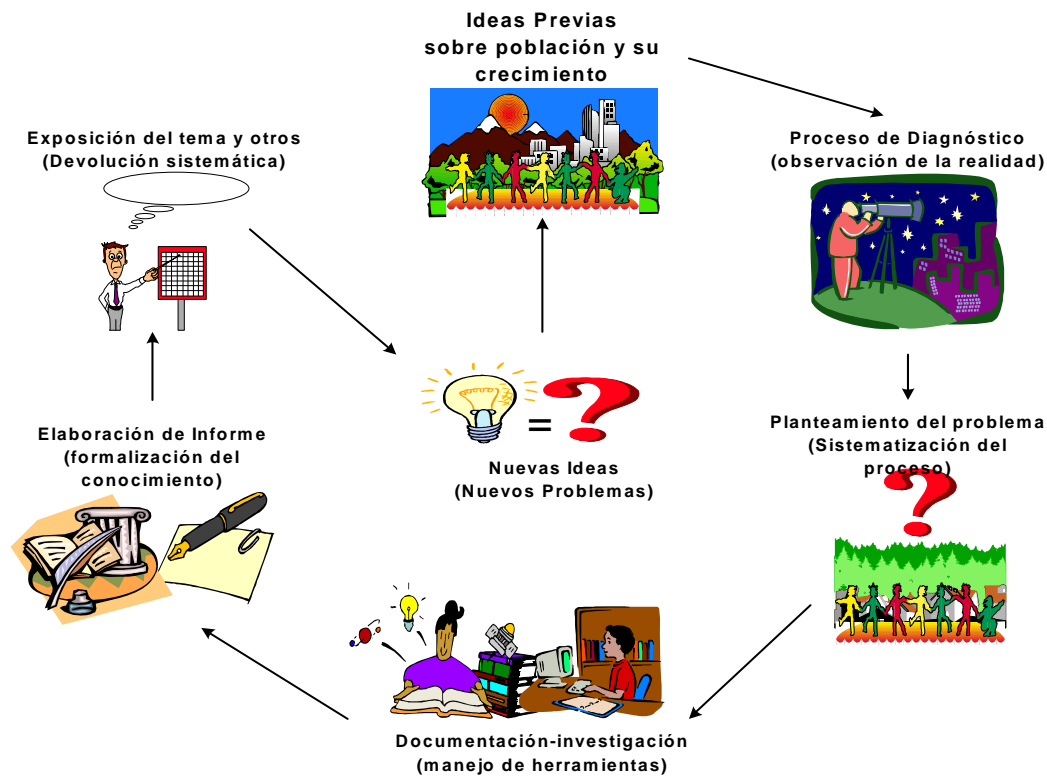 Ideas Previas
sobre población y su
crecimiento
Proceso de Diagnóstico
(observación de la realidad)
Planteamiento del problema
(Sistematización del
proceso)
Documentación-investigación
(manejo de herramientas)
Elaboración de Informe
(formalización del
conocimiento)
Exposición del tema y otros
(Devolución sistemática)
=
Nuevas Ideas
(Nuevos Problemas)